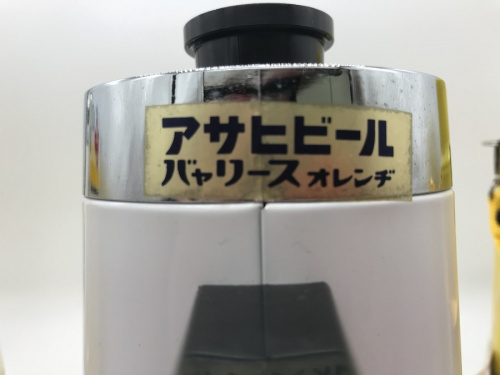 アサヒビール
バャリース オレンヂ